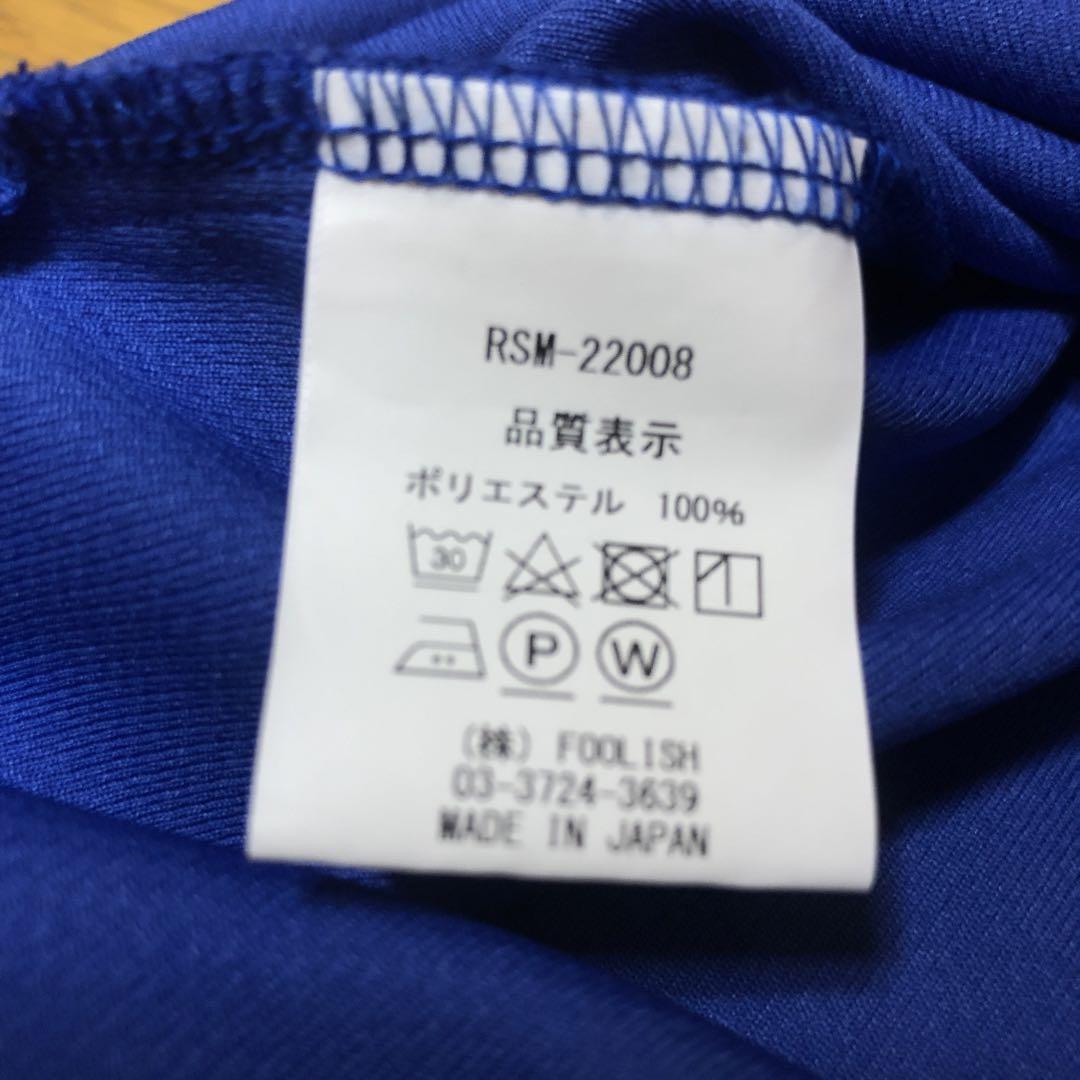 RSM-22008
品質表示
ポリエステル 100%
30
P W
(株) FOOLISH
03-3724-3639
MADE IN JAPAN